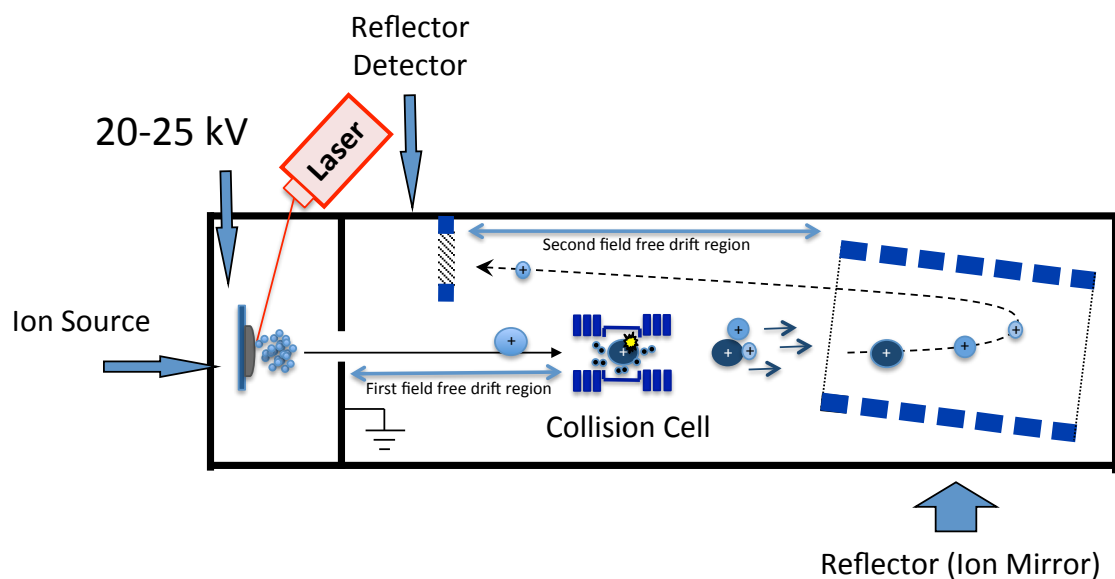 Reflector
Detector
20-25 kV
Laser
Second field free drift region
Ion Source
First field free drift region
Collision Cell
Reflector (Ion Mirror)